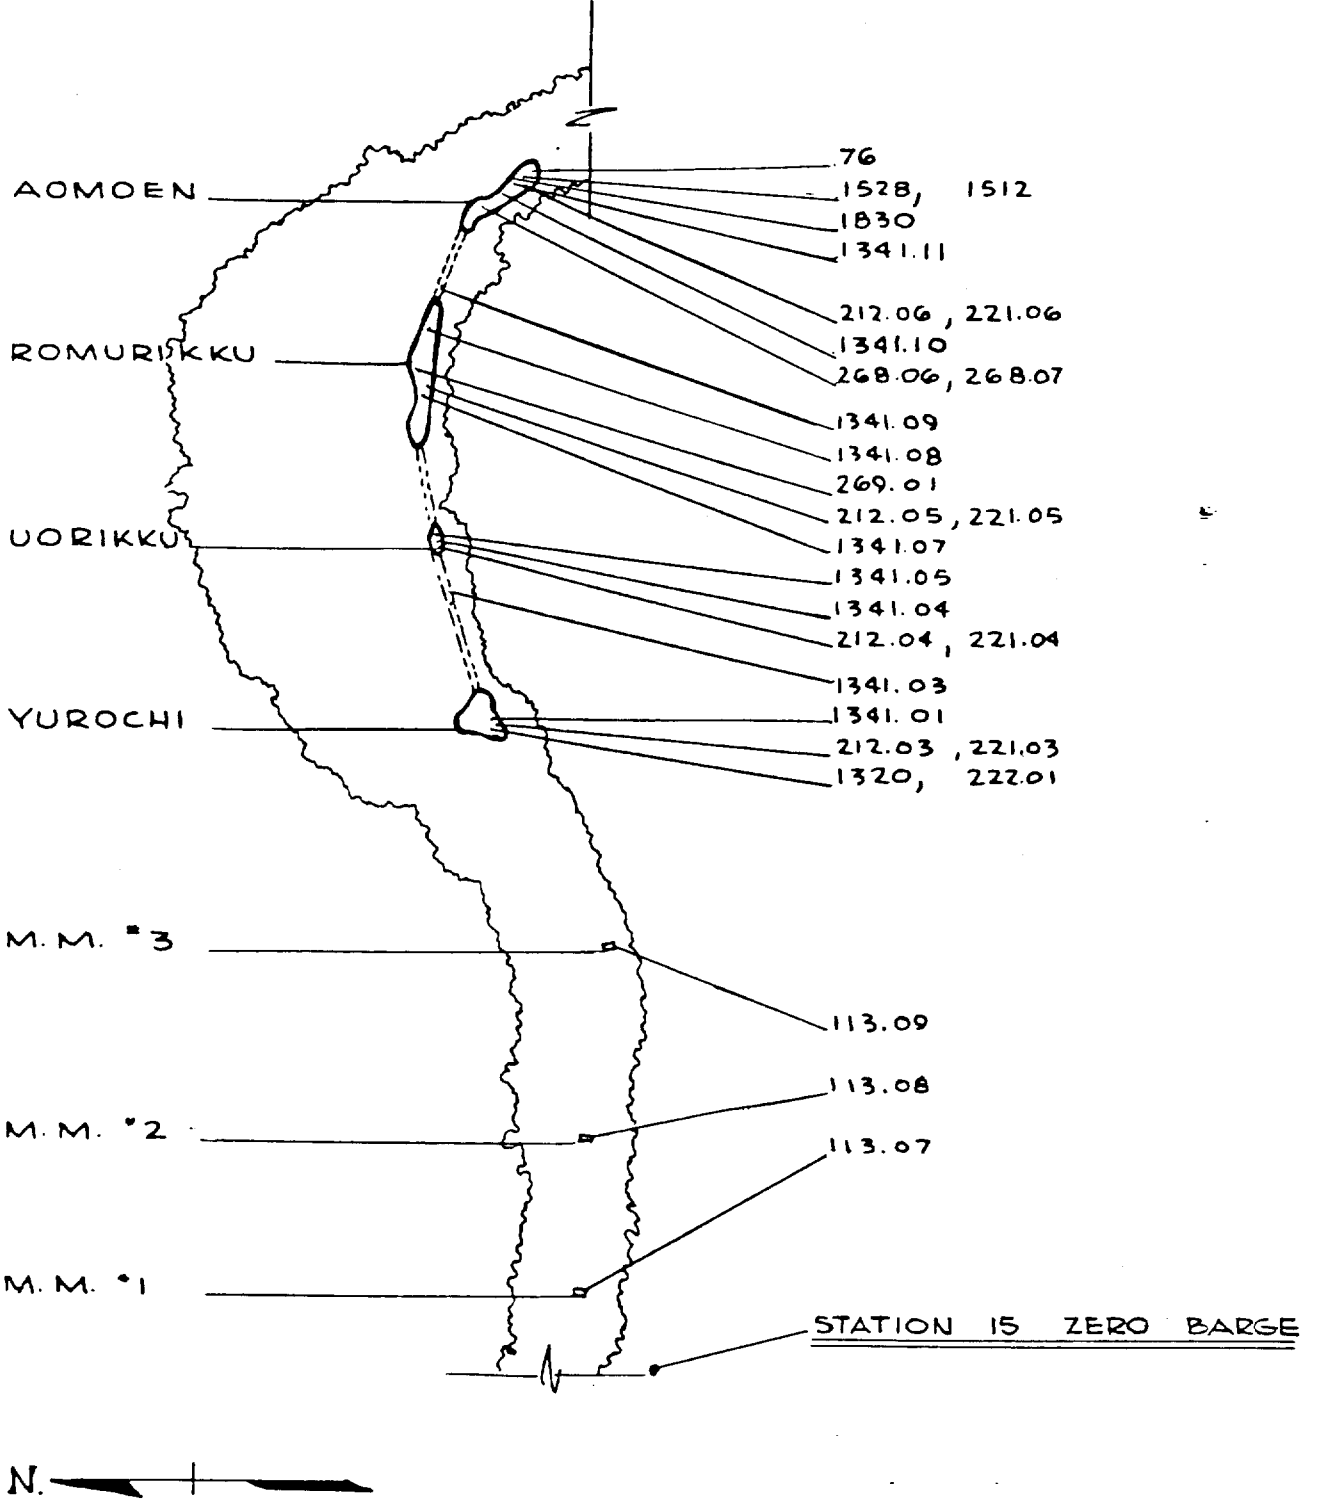 76
AOMOEN
1528, 1512
1830
1341.11
212.06, 221.06
1341.10
ROMURIKKU
268.06, 268.07
1341.09
1341.08
269.01
212.05, 221.05
UORIKKU
1341.07
1341.05
1341.04
212.04, 221.04
1341.03
YUROCHI
1341.01
212.03, 221.03
1320, 222.01
M.M. #3
113.09
113.08
M.M. #2
113.07
M.M. #1
STATION 15 ZERO BARGE
N.